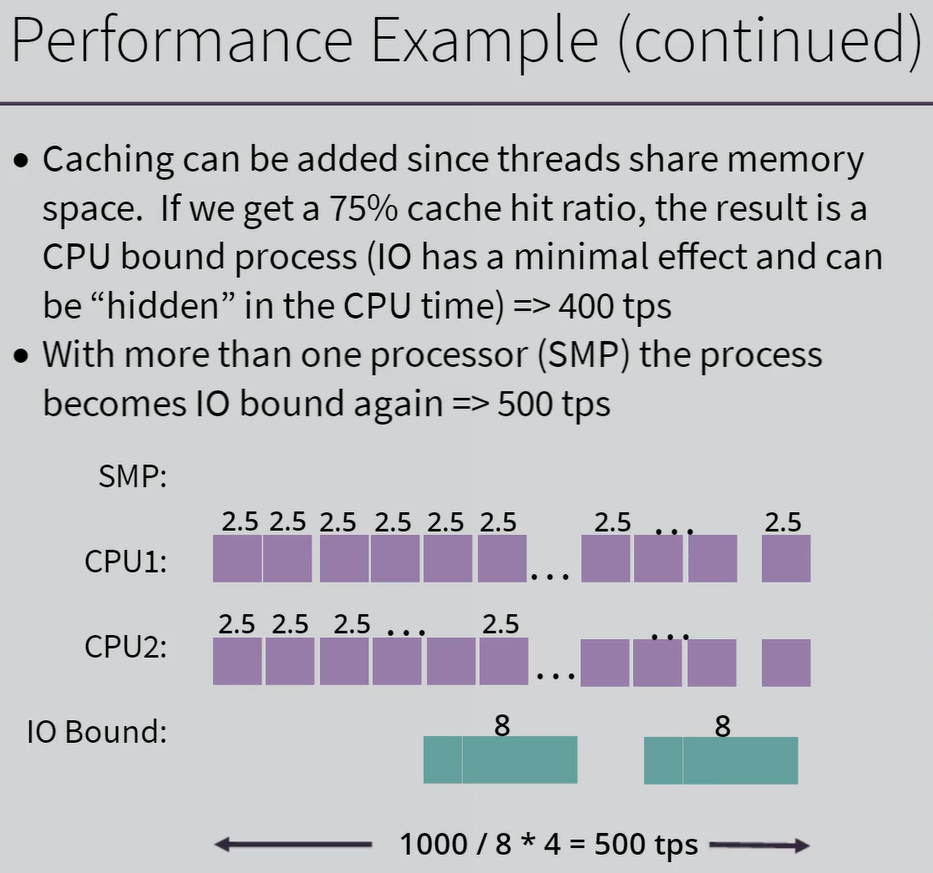 Performance Example (continued)
• Caching can be added since threads share memory
space. If we get a 75% cache hit ratio, the result is a
CPU bound process (IO has a minimal effect and can
be “hidden” in the CPU time) => 400 tps
• With more than one processor (SMP) the process
becomes IO bound again => 500 tps
SMP:
2.5 2.5 2.5 2.5 2.5 2.5 2.5 ... 2.5
CPU1: ...
2.5 2.5 2.5 ... 2.5 ...
CPU2: ...
8 8
IO Bound:
1000 / 8 * 4 = 500 tps